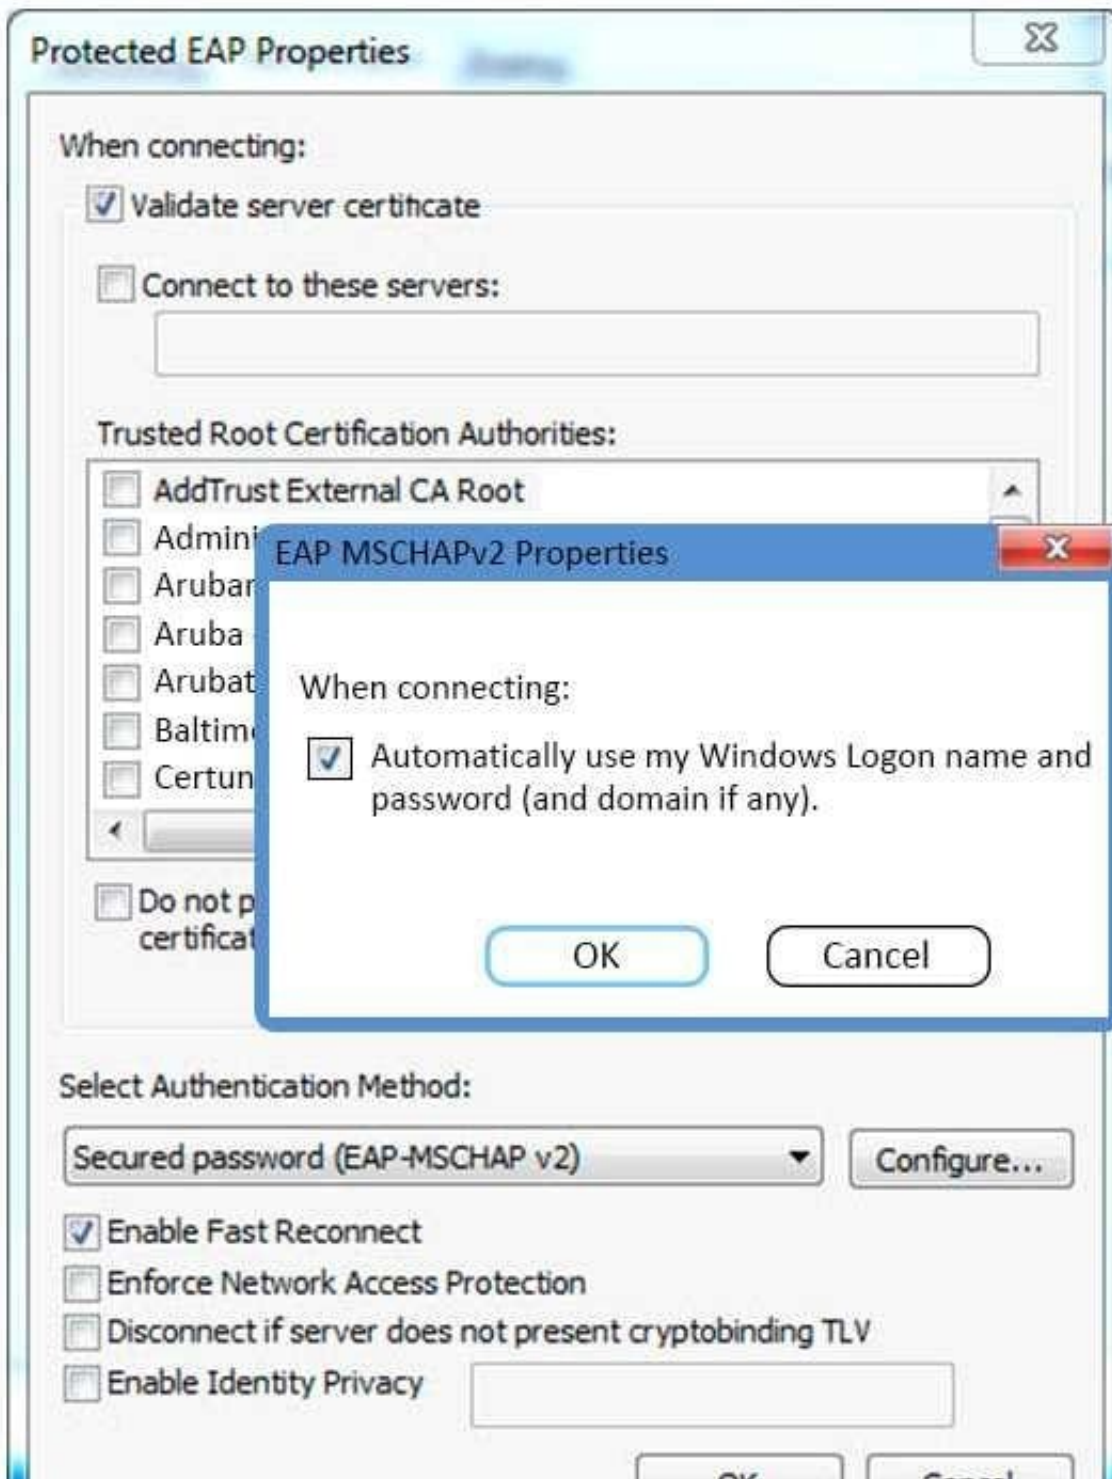 Protected EAP Properties
When connecting:
Validate server certificate
Connect to these servers:
Trusted Root Certification Authorities:
AddTrust External CA Root
Admini
EAP MSCHAPv2 Properties
Arubar
Aruba
Arubat
When connecting:
Baltim
Automatically use my Windows Logon name and
Certun
password (and domain if any).
Do not p
certificat
OK
Cancel
Select Authentication Method:
Secured password (EAP-MSCHAP v2)
Configure...
Enable Fast Reconnect
Enforce Network Access Protection
Disconnect if server does not present cryptobinding TLV
Enable Identity Privacy
OK
Cancel